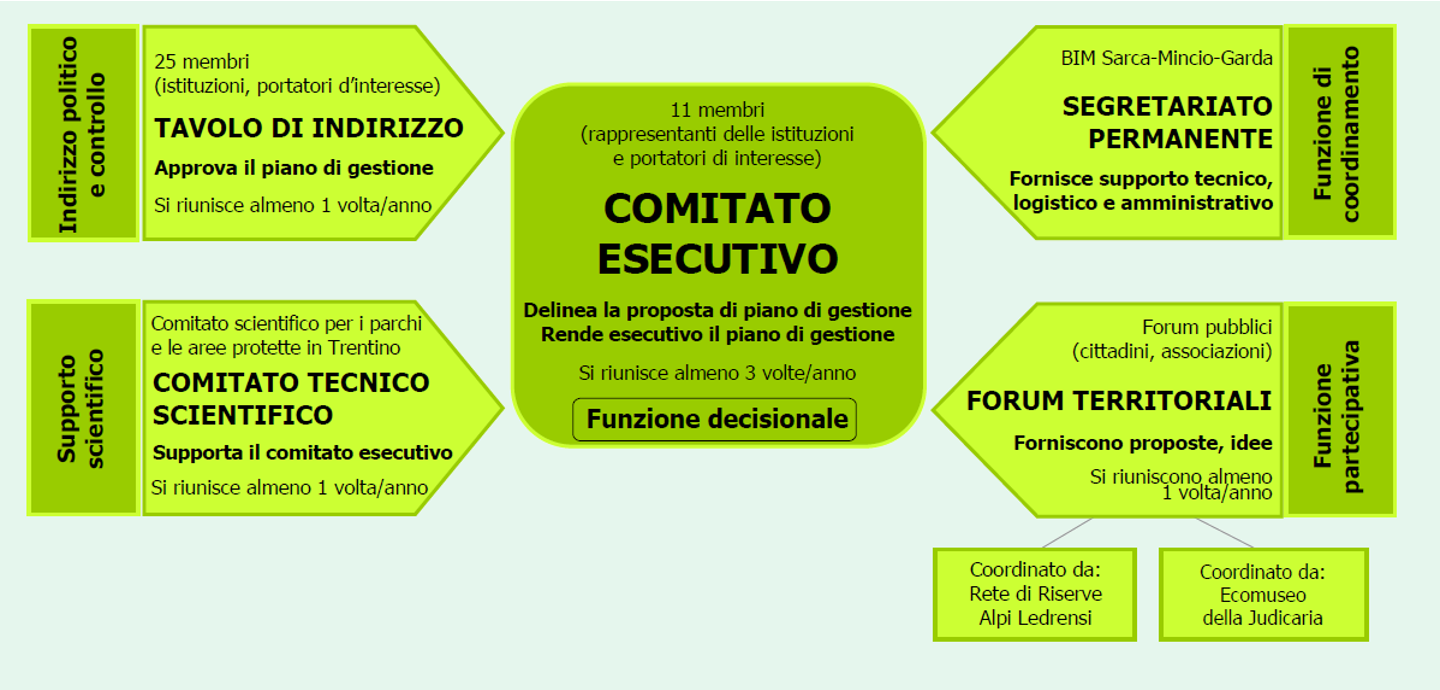 Indirizzo politico
e controllo
25 membri
(istituzioni, portatori d’interesse)
TAVOLO DI INDIRIZZO
Approva il piano di gestione
Si riunisce almeno 1 volta/anno
Supporto
scientifico
Comitato scientifico per i parchi
e le aree protette in Trentino
COMITATO TECNICO
SCIENTIFICO
Supporta il comitato esecutivo
Si riunisce almeno 1 volta/anno
11 membri
(rappresentanti delle istituzioni
e portatori di interesse)
COMITATO
ESECUTIVO
Delinea la proposta di piano di gestione
Rende esecutivo il piano di gestione
Si riunisce almeno 3 volte/anno
Funzione decisionale
BIM Sarca-Mincio-Garda
SEGRETARIATO
PERMANENTE
Fornisce supporto tecnico,
logistico e amministrativo
Funzione di
coordinamento
Forum pubblici
(cittadini, associazioni)
FORUM TERRITORIALI
Forniscono proposte, idee
Si riuniscono almeno
1 volta/anno
Funzione
partecipativa
Coordinato da:
Rete di Riserve
Alpi Ledrensi
Coordinato da:
Ecomuseo
della Judicaria